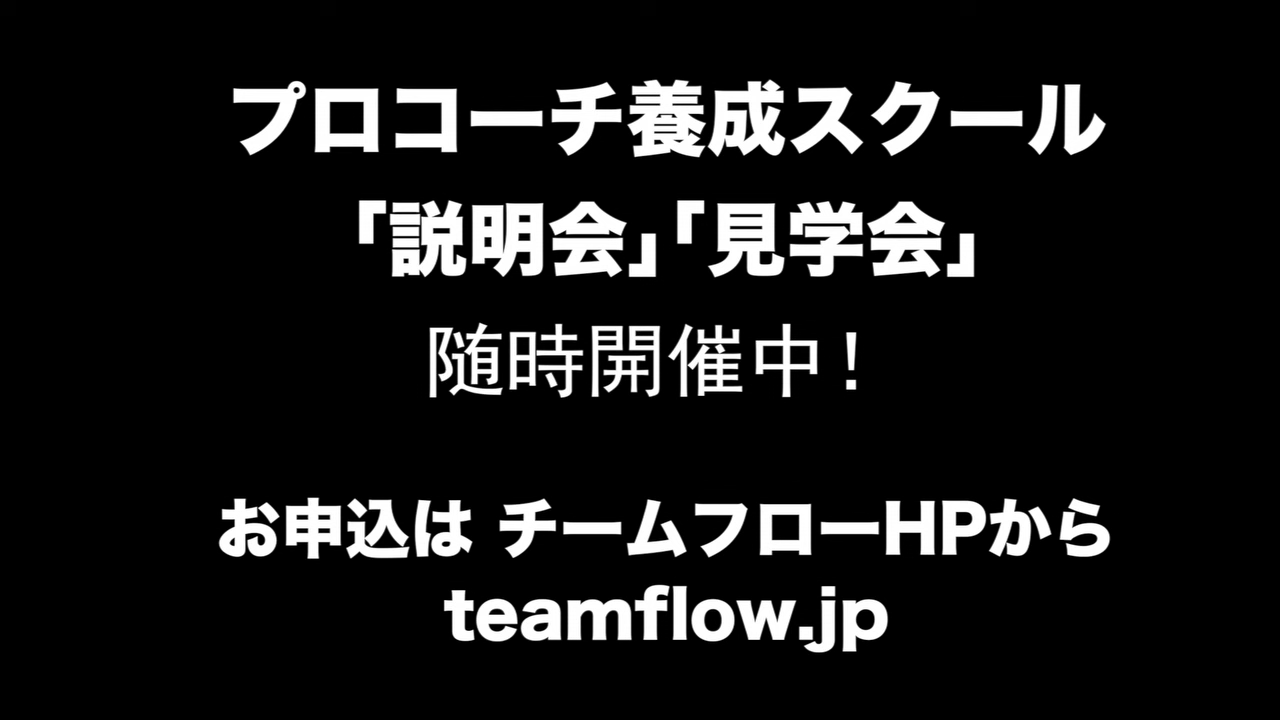 プロコーチ養成スクール
「説明会」「見学会」
随時開催中！
お申込は チームフローHPから
teamflow.jp